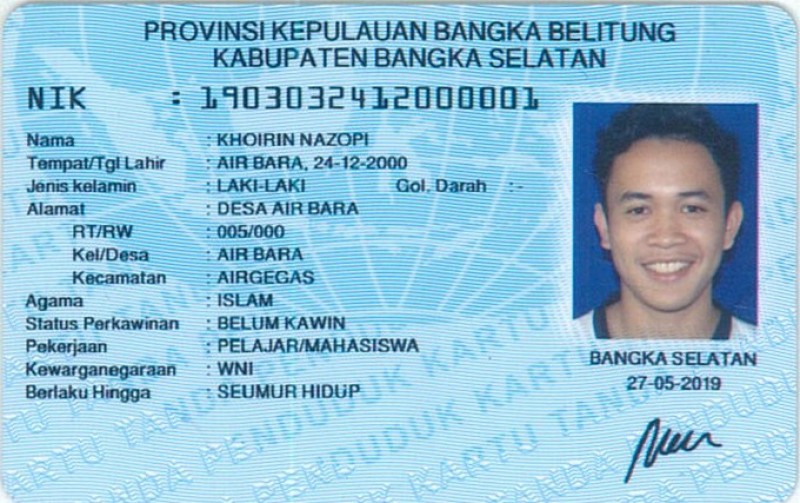 PROVINSI KEPULAUAN BANGKA BELITUNG
KABUPATEN BANGKA SELATAN
NIK : 1903032412000001
Nama : KHOIRIN NAZOPI
Tempat/Tgl Lahir : AIR BARA, 24-12-2000
Jenis kelamin : LAKI-LAKI Gol. Darah :-
Alamat : DESA AIR BARA
RT/RW : 005/000
Kel/Desa : AIR BARA
Kecamatan : AIRGEGAS
Agama : ISLAM
Status Perkawinan : BELUM KAWIN
Pekerjaan : PELAJAR/MAHASISWA
Kewarganegaraan : WNI
Berlaku Hingga : SEUMUR HIDUP
BANGKA SELATAN
27-05-2019
KARTU TANDA PENDUDUK KARTU TANDA PENDUDUK